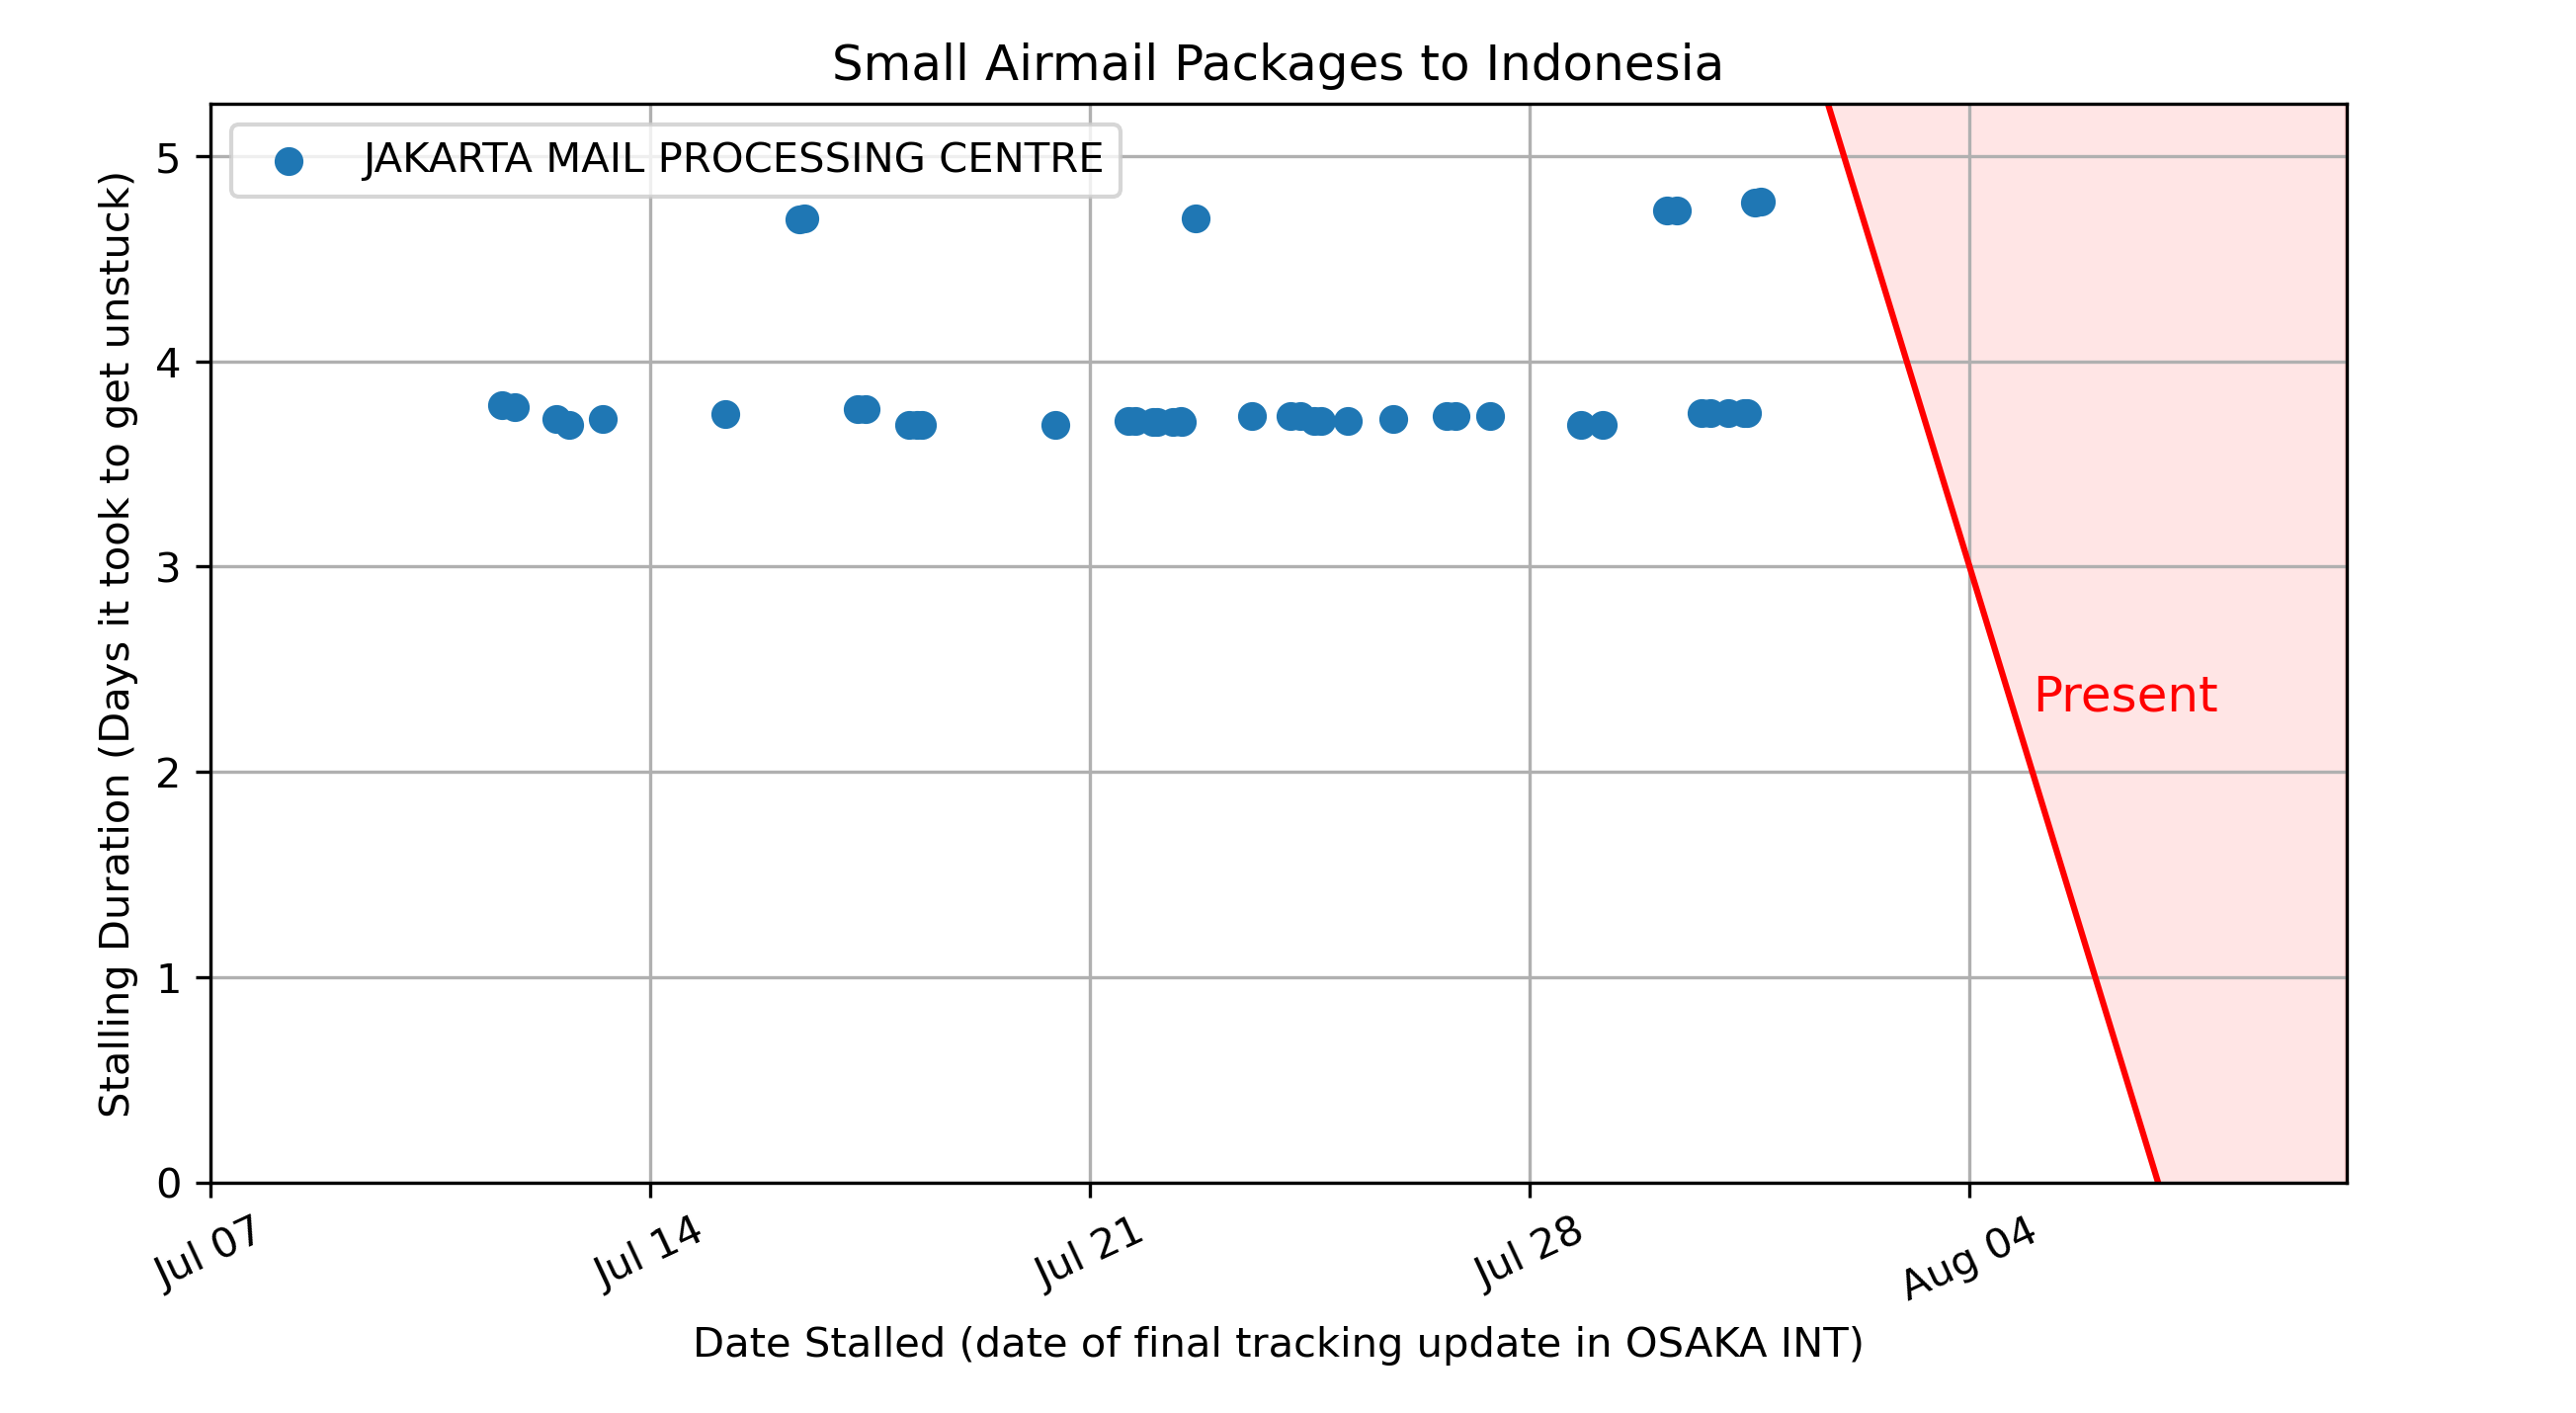 Small Airmail Packages to Indonesia
JAKARTA MAIL PROCESSING CENTRE
Stalling Duration (Days it took to get unstuck)
5
4
3
2
1
0
Present
Jul 07
Jul 14
Jul 21
Jul 28
Aug 04
Date Stalled (date of final tracking update in OSAKA INT)